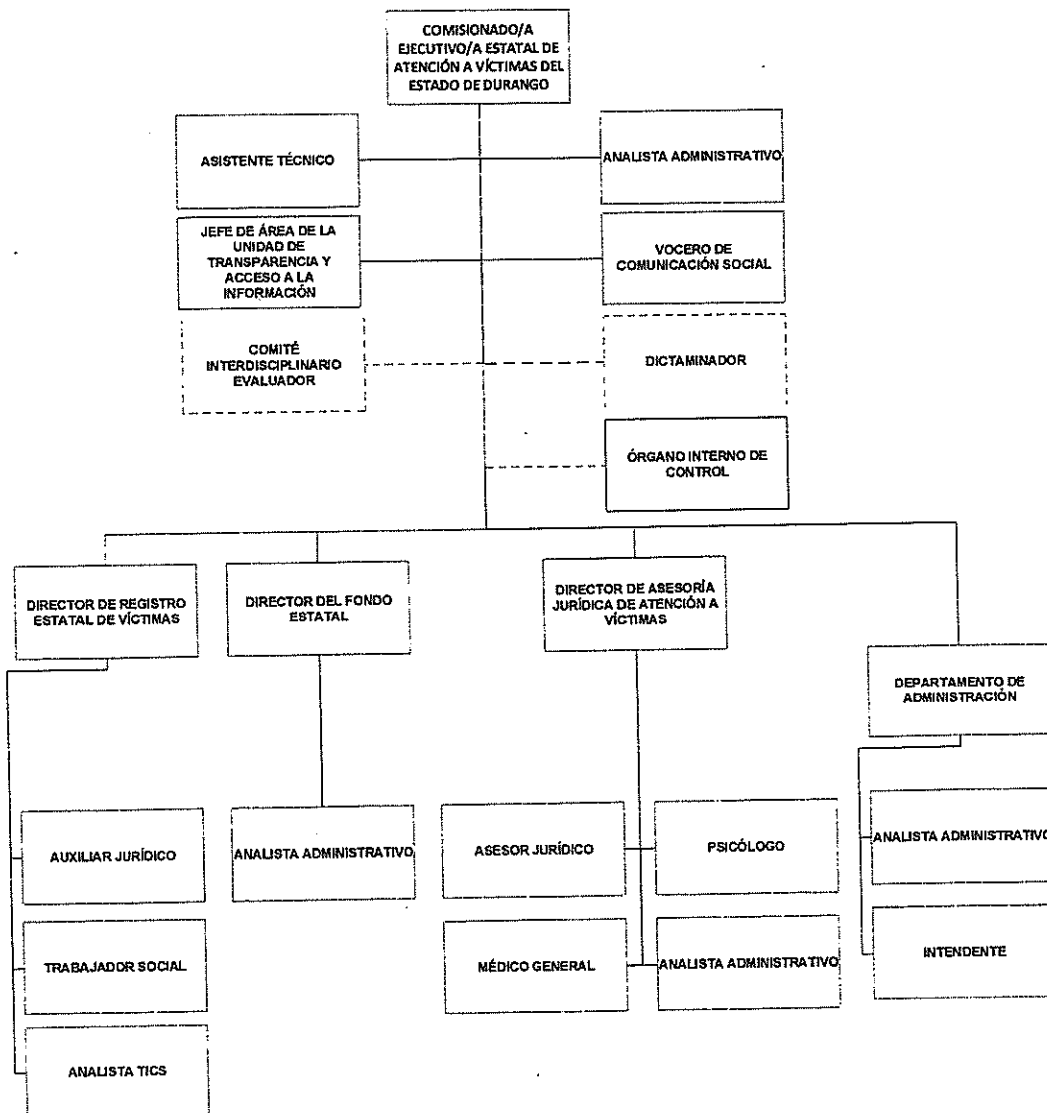 COMISIONADO/A
EJECUTIVO/A ESTATAL DE
ATENCIÓN A VÍCTIMAS DEL
ESTADO DE DURANGO
ASISTENTE TÉCNICO
ANALISTA ADMINISTRATIVO
JEFE DE ÁREA DE LA
UNIDAD DE
TRANSPARENCIA Y
ACCESO A LA
INFORMACIÓN
VOCERO DE
COMUNICACIÓN SOCIAL
COMITÉ
INTERDISCIPLINARIO
EVALUADOR
DICTAMINADOR
ÓRGANO INTERNO DE
CONTROL
DIRECTOR DE REGISTRO
ESTATAL DE VÍCTIMAS
DIRECTOR DEL FONDO
ESTATAL
DIRECTOR DE ASESORÍA
JURÍDICA DE ATENCIÓN A
VÍCTIMAS
DEPARTAMENTO DE
ADMINISTRACIÓN
AUXILIAR JURÍDICO
ANALISTA ADMINISTRATIVO
ASESOR JURÍDICO
PSICÓLOGO
ANALISTA ADMINISTRATIVO
TRABAJADOR SOCIAL
MÉDICO GENERAL
ANALISTA ADMINISTRATIVO
INTENDENTE
ANALISTA TICS